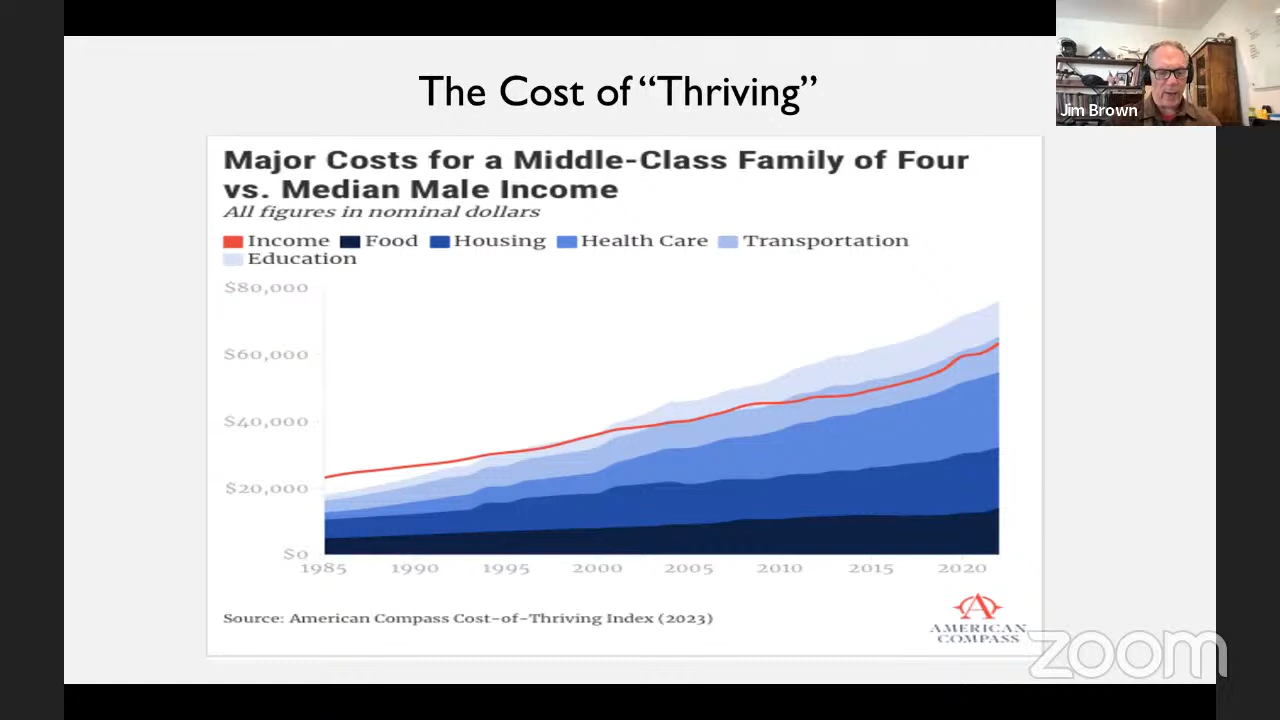 The Cost of “Thriving”
Jim Brown
Major Costs for a Middle-Class Family of Four
vs. Median Male Income
All figures in nominal dollars
Income Food Housing Health Care Transportation
Education
$80,000
$60,000
$40,000
$20,000
$0
1985 1990 1995 2000 2005 2010 2015 2020
Source: American Compass Cost-of-Thriving Index (2023)
AMERICAN
COMPASS
zoom